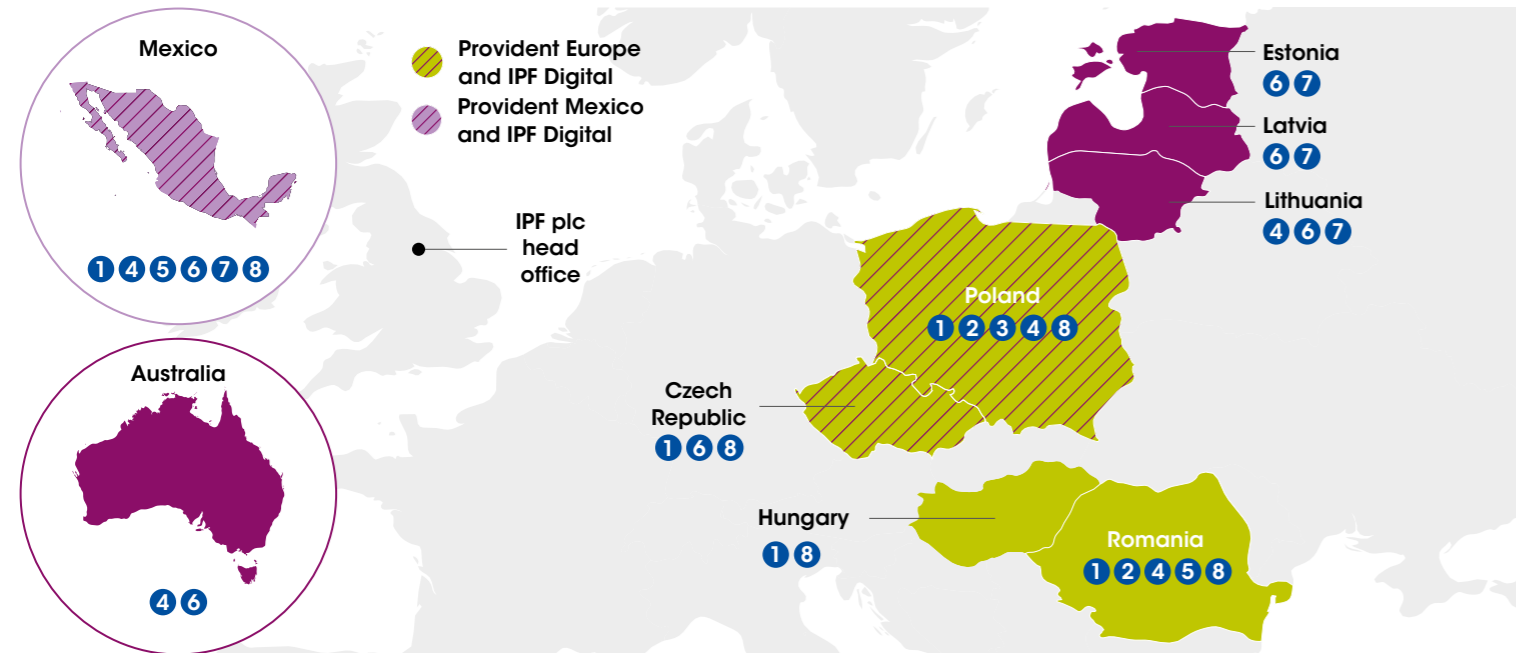 Mexico
1 4 5 6 7 8
Australia
4 6
Provident Europe
and IPF Digital
Provident Mexico
and IPF Digital
IPF plc
head
office
Estonia
6 7
Latvia
6 7
Lithuania
4 6 7
Poland
1 2 3 4 8
Czech
Republic
1 6 8
Hungary
1 8
Romania
1 2 4 5 8